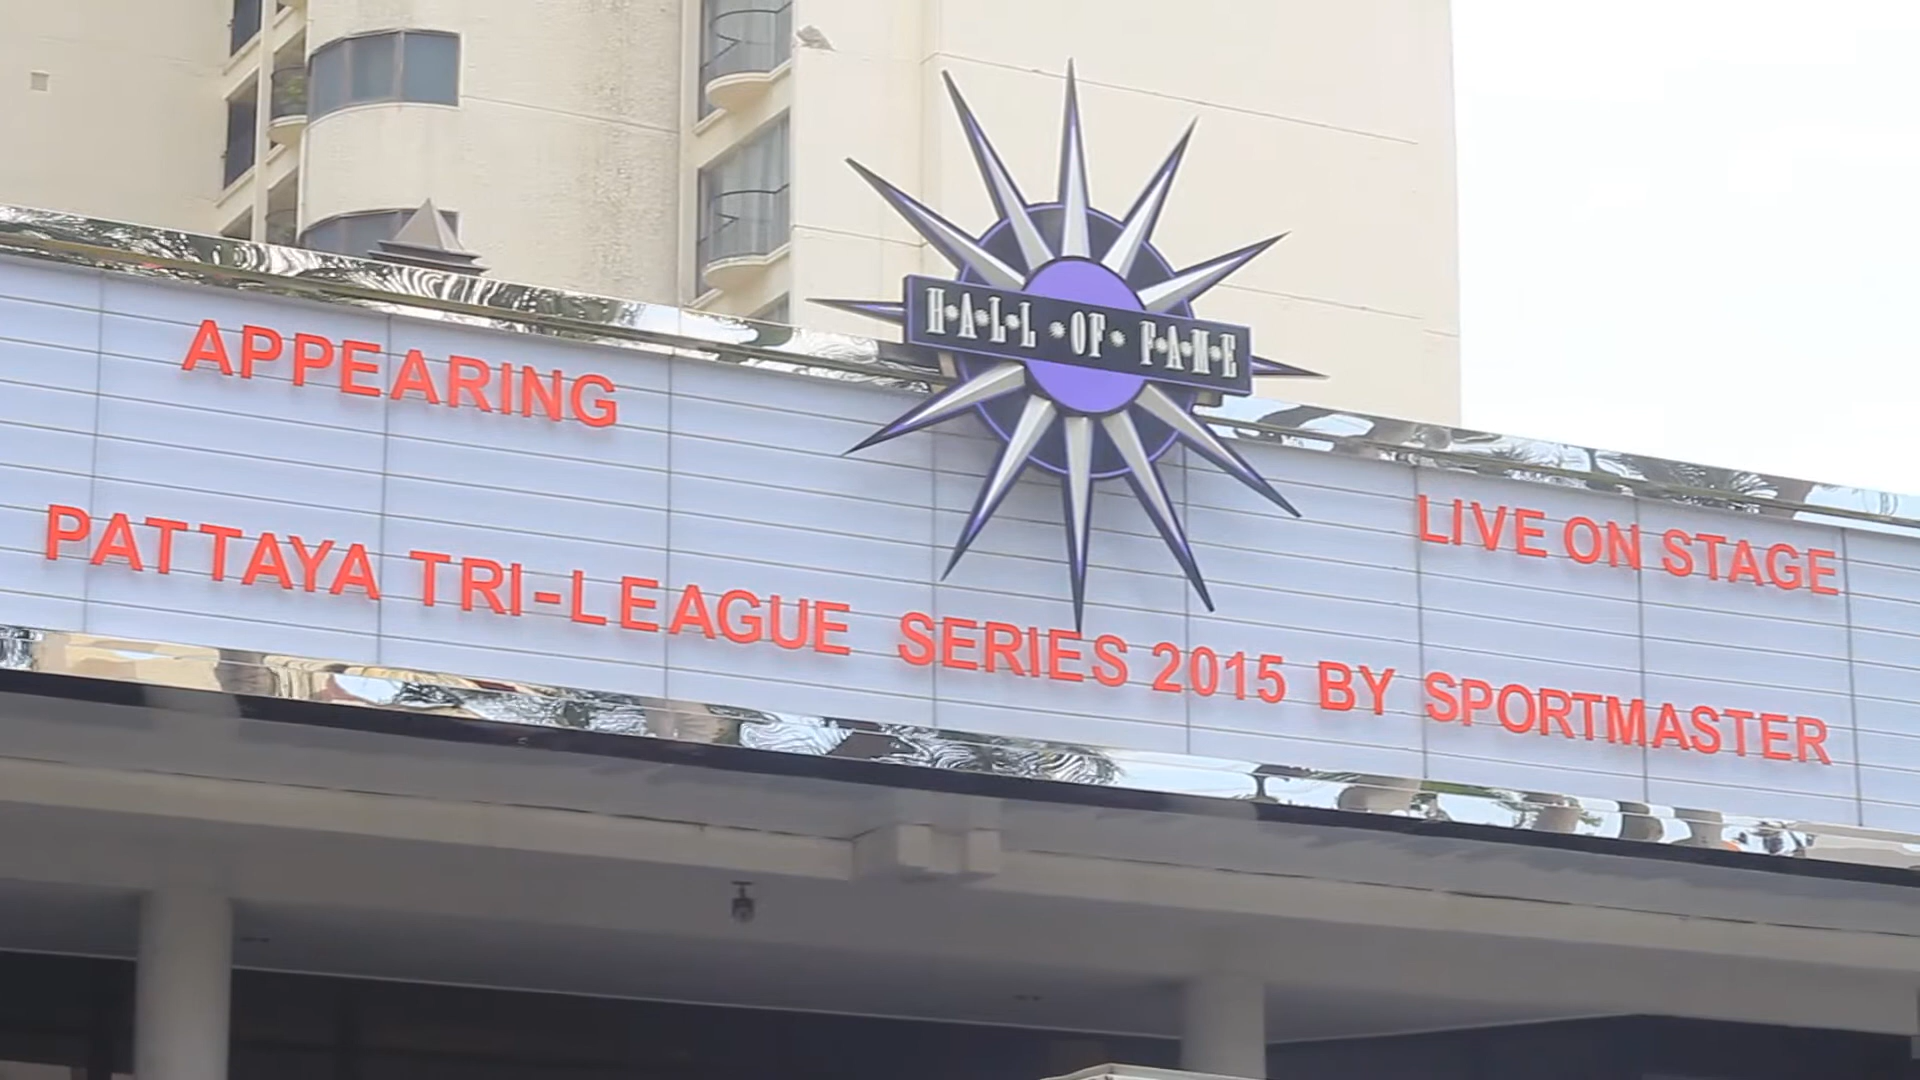 H·A·L·L ·OF· F·A·M·E
APPEARING
LIVE ON STAGE
PATTAYA TRI-LEAGUE SERIES 2015 BY SPORTMASTER